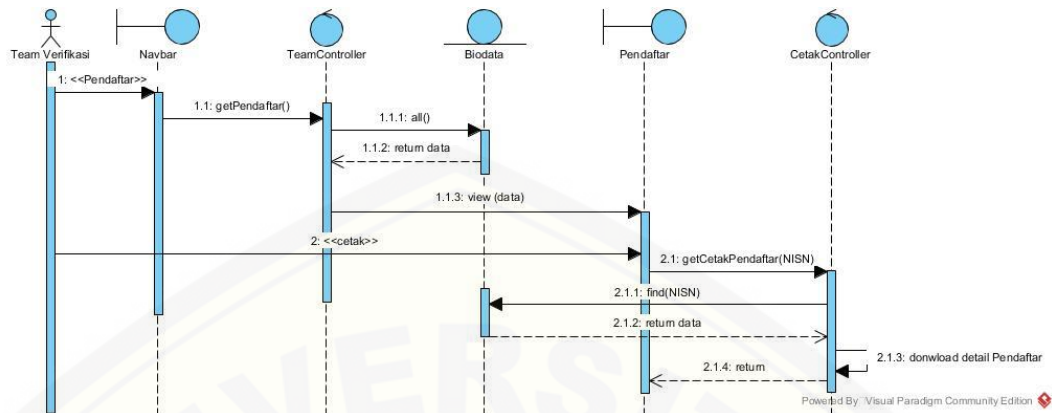 Team Verifikasi
Navbar
TeamController
Biodata
Pendaftar
CetakController
1: <<Pendaftar>>
1.1: getPendaftar()
1.1.1: all()
1.1.2: return data
1.1.3: view (data)
2: <<cetak>>
2.1: getCetakPendaftar(NISN)
2.1.1: find(NISN)
2.1.2: return data
2.1.3: donwload detail Pendaftar
2.1.4: return
Powered By Visual Paradigm Community Edition
VERS